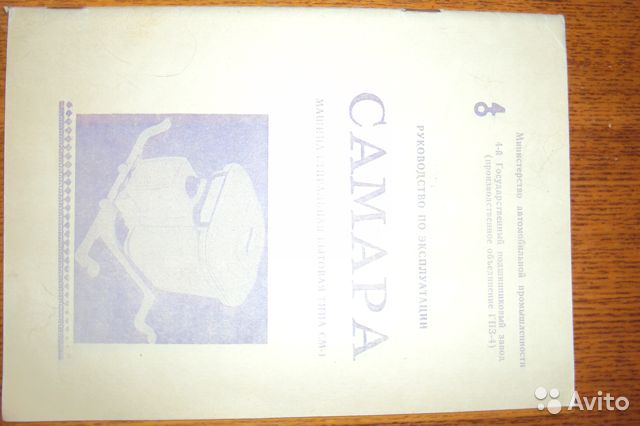 Министерство автомобильной промышленности
4-й Государственный подшипниковый завод
(производственное объединение ГПЗ-4)
4
РУКОВОДСТВО ПО ЭКСПЛУАТАЦИИ
САМАРА
МАШИНА СТИРАЛЬНАЯ БЫТОВАЯ ТИПА СМ-1
Avito